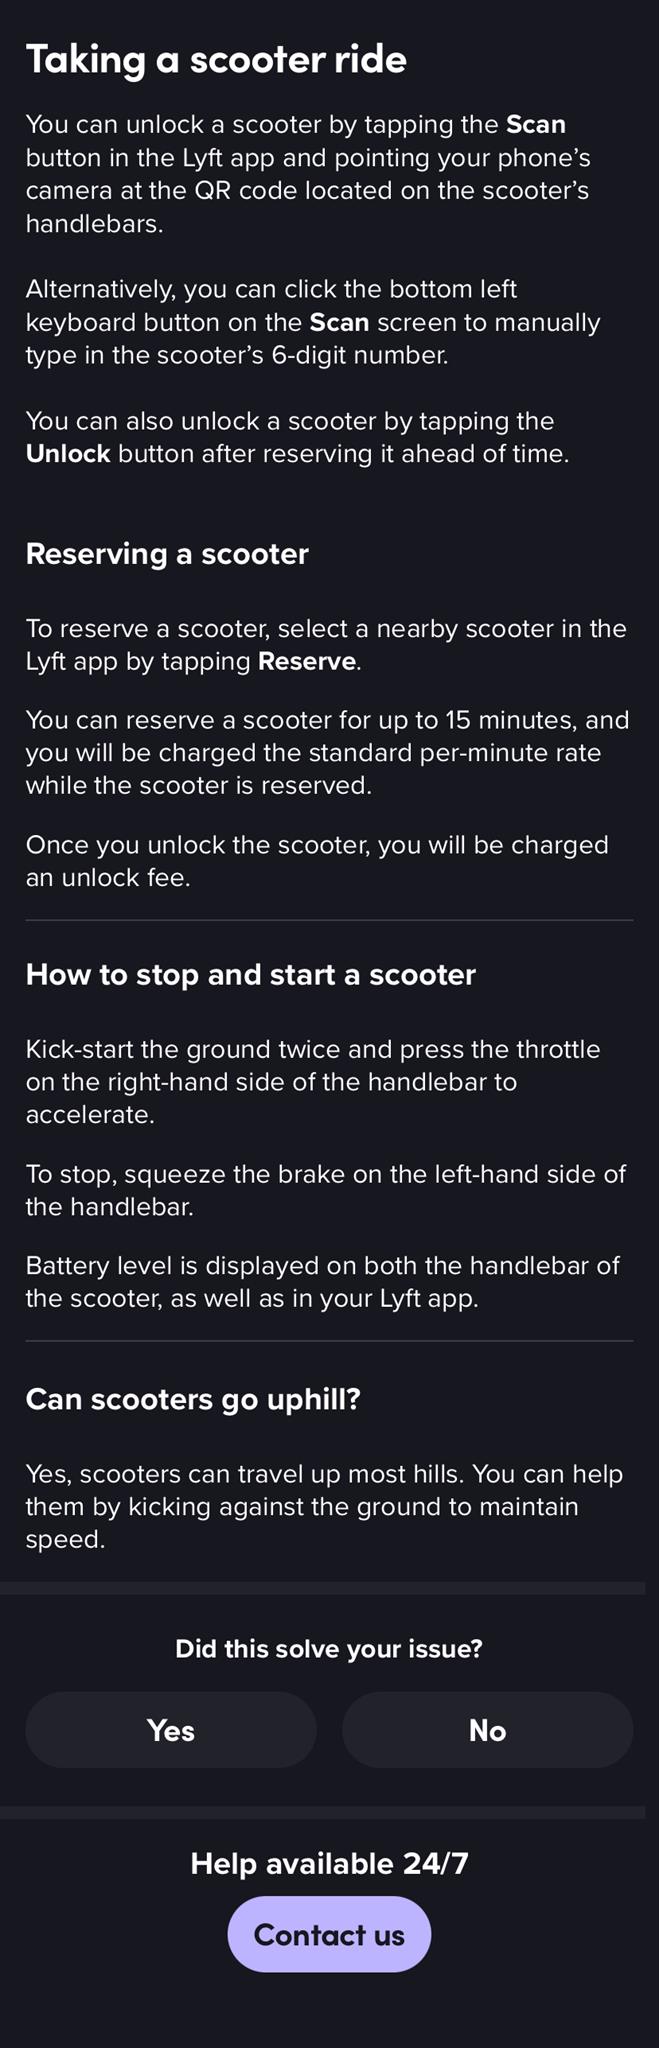 Taking a scooter ride
You can unlock a scooter by tapping the Scan
button in the Lyft app and pointing your phone’s
camera at the QR code located on the scooter’s
handlebars.
Alternatively, you can click the bottom left
keyboard button on the Scan screen to manually
type in the scooter’s 6-digit number.
You can also unlock a scooter by tapping the
Unlock button after reserving it ahead of time.
Reserving a scooter
To reserve a scooter, select a nearby scooter in the
Lyft app by tapping Reserve.
You can reserve a scooter for up to 15 minutes, and
you will be charged the standard per-minute rate
while the scooter is reserved.
Once you unlock the scooter, you will be charged
an unlock fee.
How to stop and start a scooter
Kick-start the ground twice and press the throttle
on the right-hand side of the handlebar to
accelerate.
To stop, squeeze the brake on the left-hand side of
the handlebar.
Battery level is displayed on both the handlebar of
the scooter, as well as in your Lyft app.
Can scooters go uphill?
Yes, scooters can travel up most hills. You can help
them by kicking against the ground to maintain
speed.
Did this solve your issue?
Yes No
Help available 24/7
Contact us